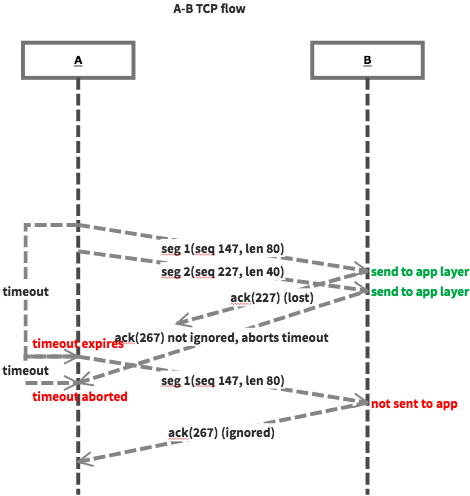 A-B TCP flow
A
B
seg 1(seq 147, len 80)
seg 2(seq 227, len 40)
send to app layer
timeout
send to app layer
ack(227) (lost)
ack(267) not ignored, aborts timeout
timeout expires
timeout
seg 1(seq 147, len 80)
timeout aborted
not sent to app
ack(267) (ignored)